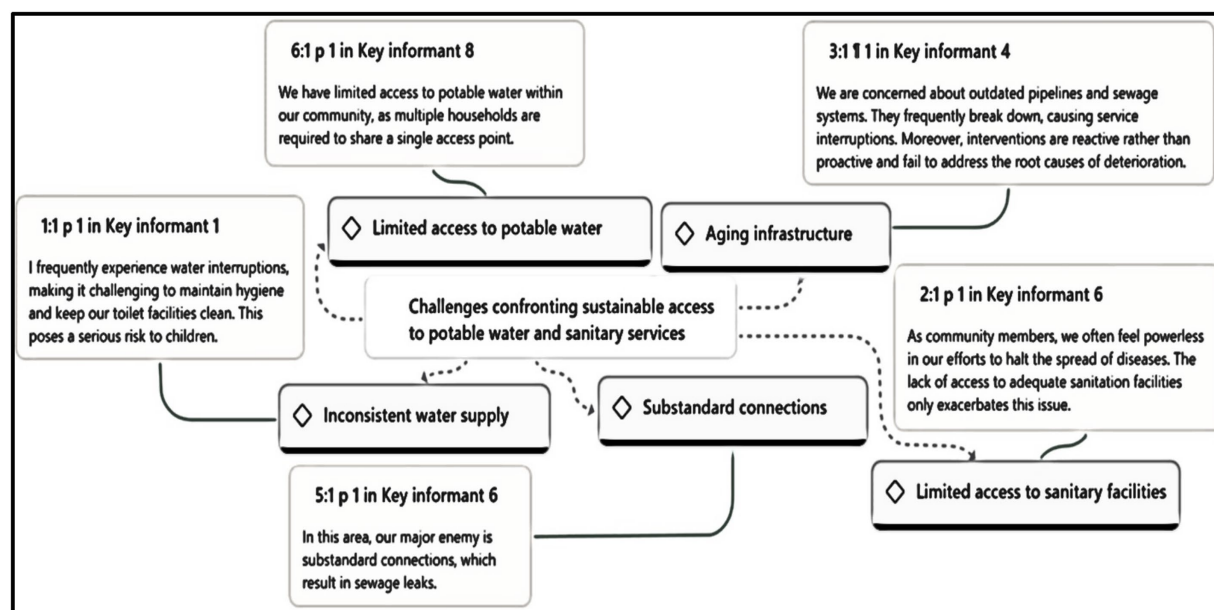 6:1 p 1 in Key informant 8
We have limited access to potable water within
our community, as multiple households are
required to share a single access point.
3:1 ¶ 1 in Key informant 4
We are concerned about outdated pipelines and sewage
systems. They frequently break down, causing service
interruptions. Moreover, interventions are reactive rather than
proactive and fail to address the root causes of deterioration.
1:1 p 1 in Key informant 1
I frequently experience water interruptions,
making it challenging to maintain hygiene
and keep our toilet facilities clean. This
poses a serious risk to children.
Limited access to potable water
Aging infrastructure
Challenges confronting sustainable access
to potable water and sanitary services
2:1 p 1 in Key informant 6
As community members, we often feel powerless
in our efforts to halt the spread of diseases. The
lack of access to adequate sanitation facilities
only exacerbates this issue.
Inconsistent water supply
Substandard connections
Limited access to sanitary facilities
5:1 p 1 in Key informant 6
In this area, our major enemy is
substandard connections, which
result in sewage leaks.